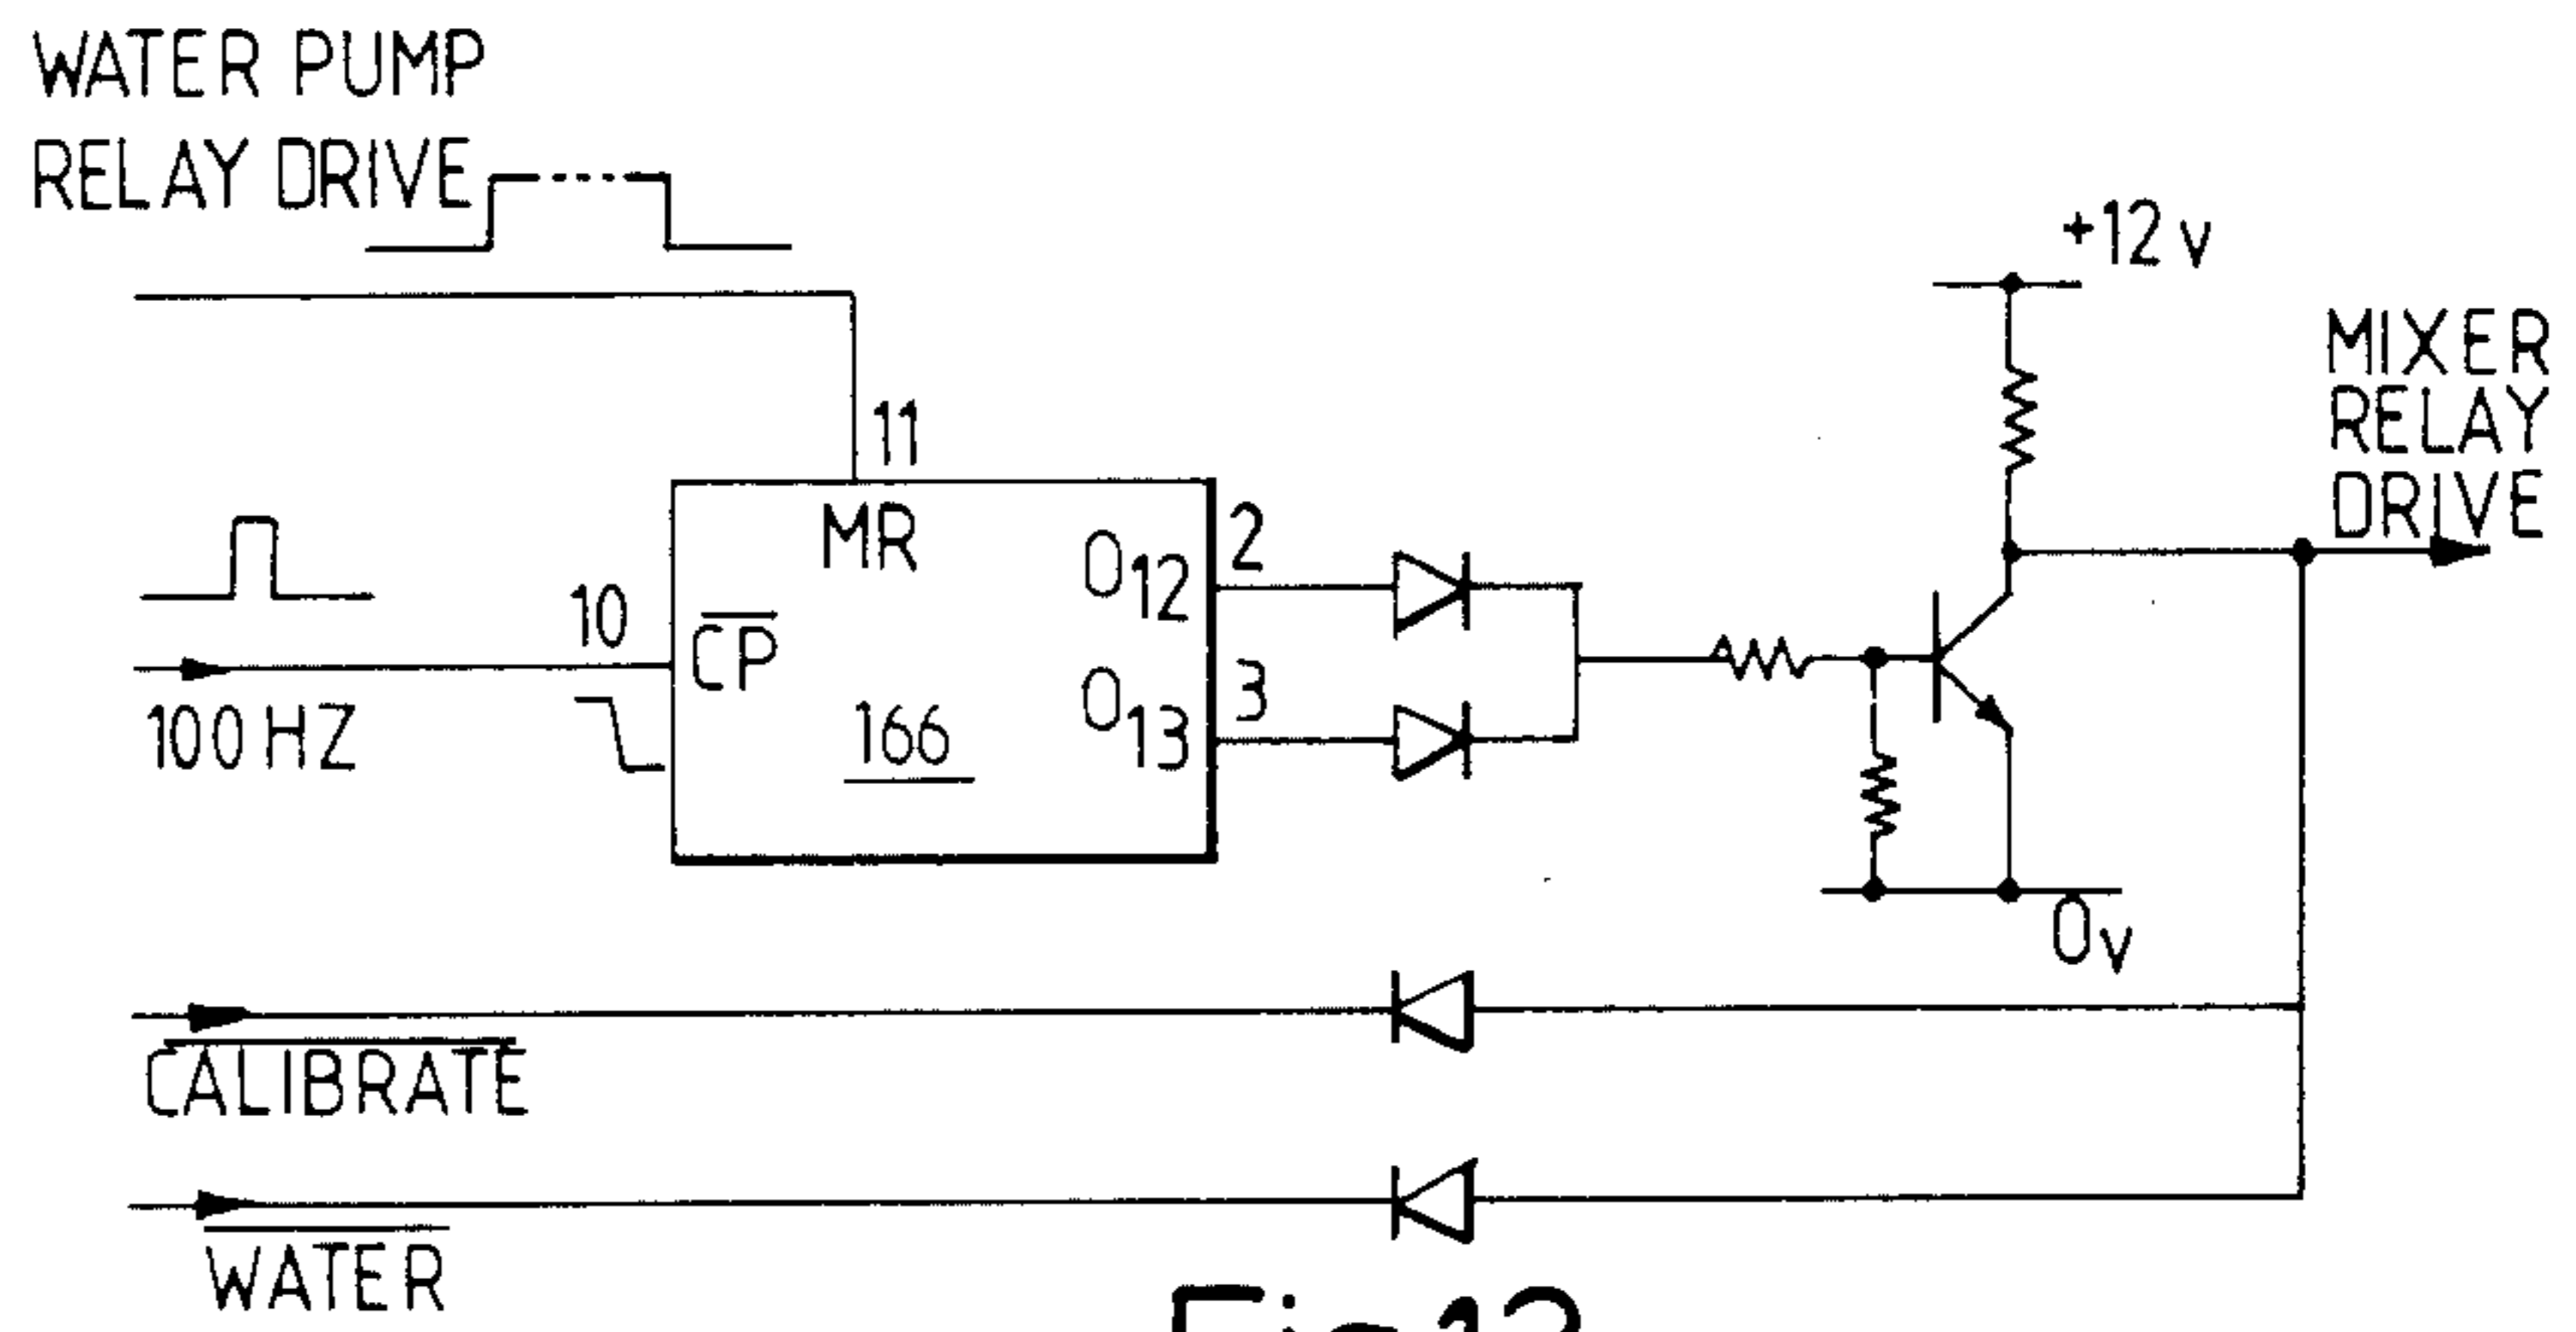 WATER PUMP
RELAY DRIVE
+12 v
MIXER
RELAY
DRIVE
11
MR
O12
2
10
CP
O13
3
166
100 HZ
0v
CALIBRATE
WATER